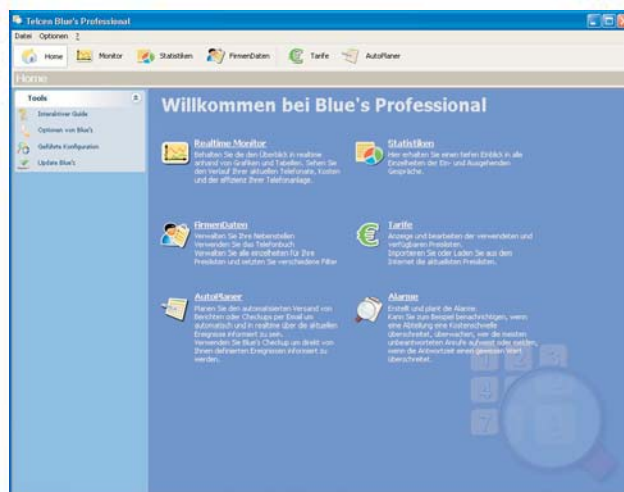 Telcen Blue's Professional
Datei Optionen ?
Home Monitor Statistiken FirmenDaten Tarife AutoPlaner
Home
Tools
Interaktiver Guide
Optionen von Blue's
Geführte Konfiguration
Update Blue's
Willkommen bei Blue's Professional
Realtime Monitor
Behalten Sie die den Überblick in realtime
anhand von Grafiken und Tabellen. Sehen Sie
den Verlauf Ihrer aktuellen Telefonate, Kosten
und der effizienz Ihrer Telefonanlage.
Statistiken
Hier erhalten Sie einen tiefen Einblick in alle
Einzelheiten der Ein- und Ausgehenden
Gespräche.
FirmenDaten
Verwalten Sie Ihre Nebenstellen
Verwenden Sie das Telefonbuch
Verwalten Sie alle einzelheiten für Ihre
Preislisten und setzten Sie verschiedene Filter
Tarife
Anzeige und bearbeiten der verwendeten und
verfügbaren Preislisten.
Importieren Sie oder Laden Sie aus dem
Internet die aktuellsten Preislisten.
AutoPlaner
Planen Sie den automatisierten Versand von
Berichten oder Checkups per Email um
automatisch und in realtime über die aktuellen
Ereignisse informiert zu sein.
Verwenden Sie Blue's Checkup um direkt von
Ihnen definierten Ereignissen informiert zu
werden.
Alarme
Erstellt und plant die Alarme.
Kann Sie zum Beispiel benachrichtigen, wenn
eine Abteilung eine Kostenschwelle
überschreitet, überwachen, wer die meisten
unbeantworteten Anrufe aufweist oder melden,
wenn die Antwortzeit einen gewissen Wert
überschreitet.